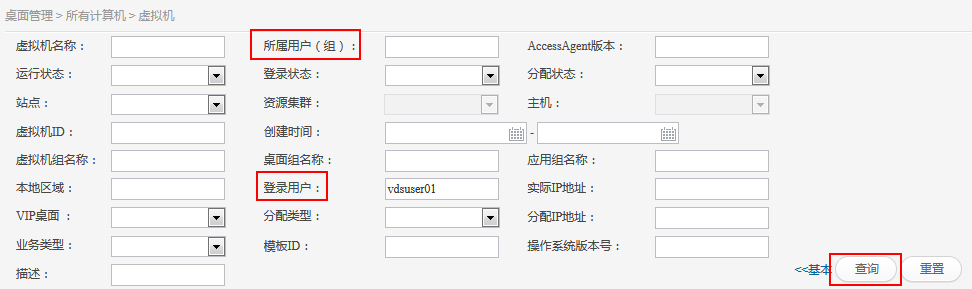 桌面管理 > 所有计算机 > 虚拟机
虚拟机名称： 所属用户（组）： AccessAgent版本：
运行状态： 登录状态： 分配状态：
站点： 资源集群： 主机：
虚拟机ID： 创建时间： -
虚拟机组名称： 桌面组名称： 应用组名称：
本地区域： 登录用户： vdsuser01 实际IP地址：
VIP桌面 ： 分配类型： 分配IP地址：
业务类型： 模板ID： 操作系统版本号：
描述： <<基本 查询 重置